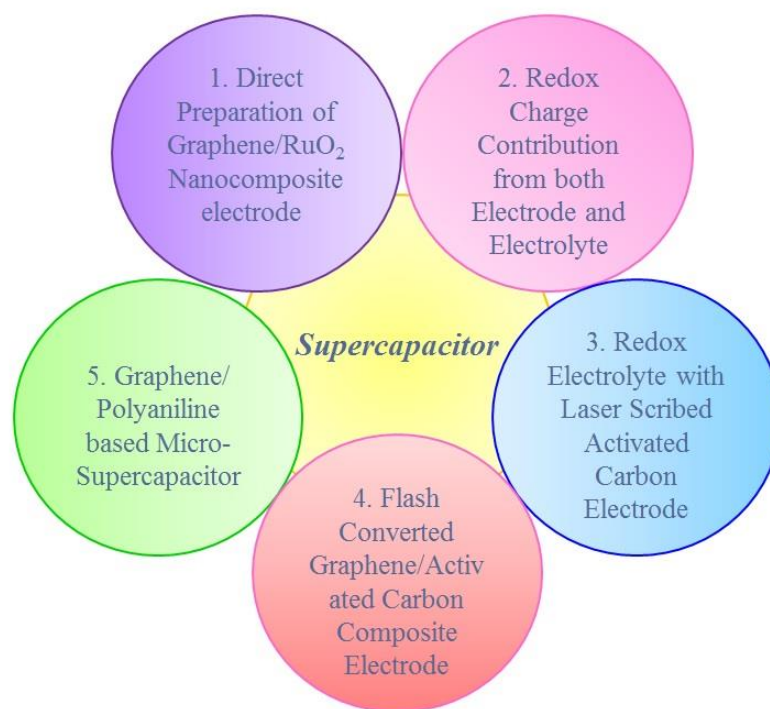 1. Direct
Preparation of
Graphene/RuO₂
Nanocomposite
electrode
2. Redox
Charge
Contribution
from both
Electrode and
Electrolyte
Supercapacitor
3. Redox
Electrolyte with
Laser Scribed
Activated
Carbon
Electrode
5. Graphene/
Polyaniline
based Micro-
Supercapacitor
4. Flash
Converted
Graphene/Activ
ated Carbon
Composite
Electrode